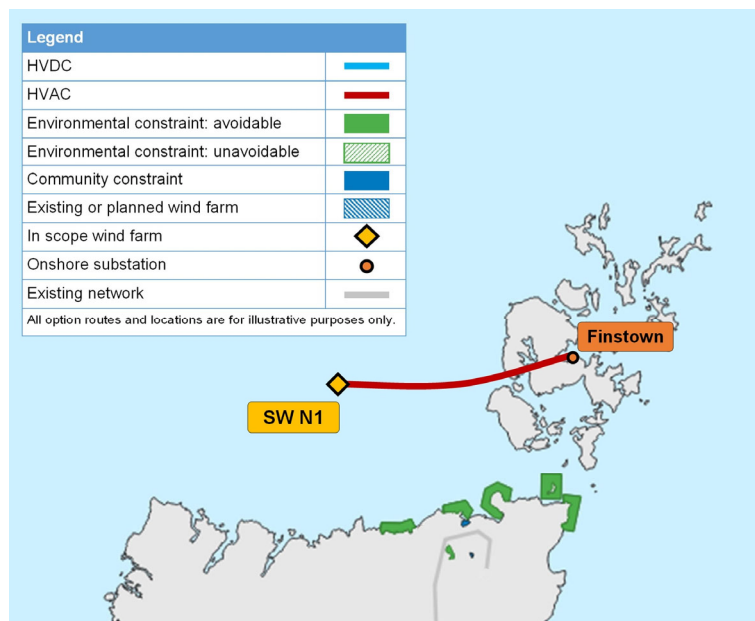 Legend
HVDC
HVAC
Environmental constraint: avoidable
Environmental constraint: unavoidable
Community constraint
Existing or planned wind farm
In scope wind farm
Onshore substation
Existing network
All option routes and locations are for illustrative purposes only.
Finstown
SW N1